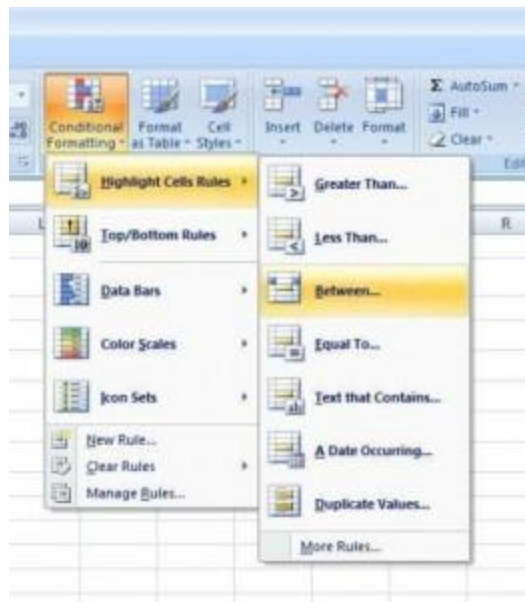 Σ AutoSum
Fill
Clear
Conditional Formatting
Format as Table
Cell Styles
Insert
Delete
Format
Highlight Cells Rules
Top/Bottom Rules
Data Bars
Color Scales
Icon Sets
New Rule...
Clear Rules
Manage Rules...
Greater Than...
Less Than...
Between...
Equal To...
Text that Contains...
A Date Occurring...
Duplicate Values...
More Rules...
R